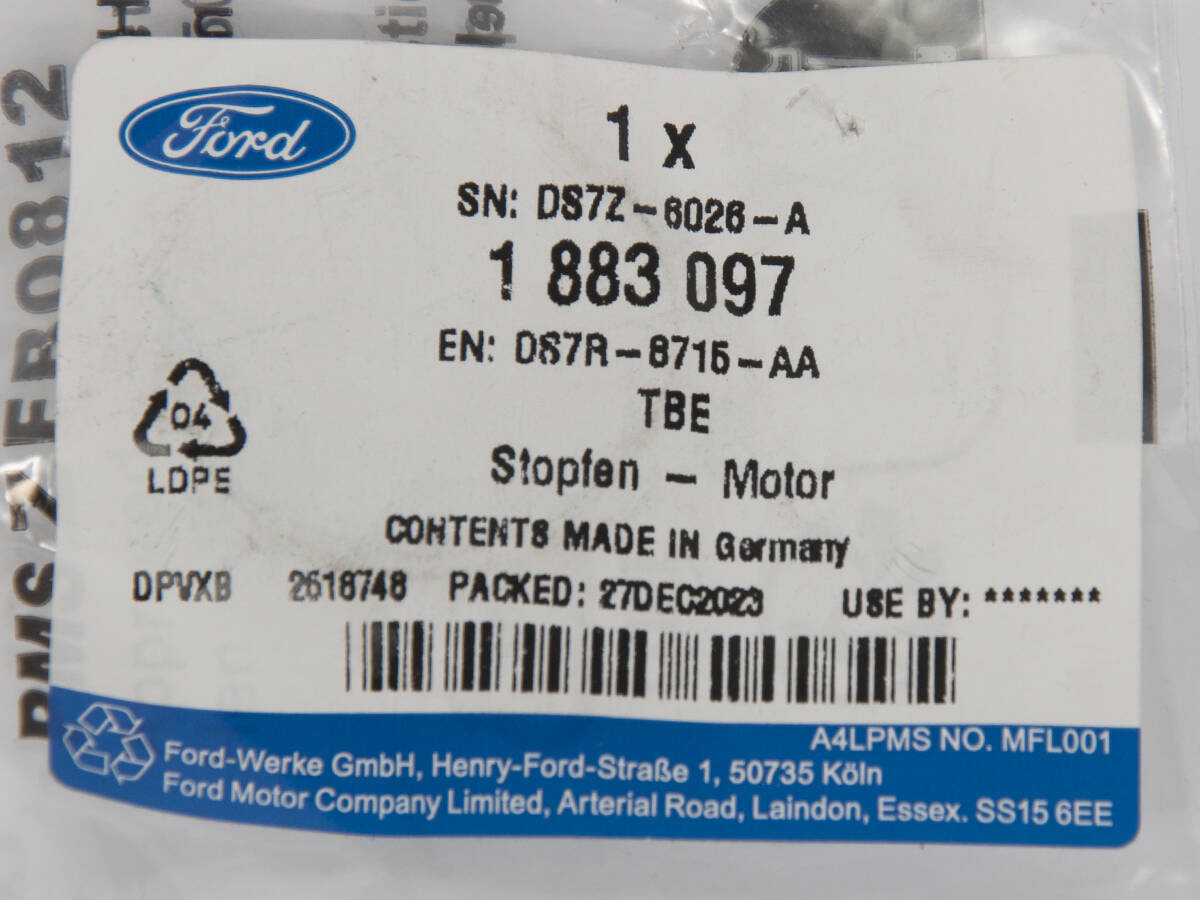 Ford
1 x
SN: DS7Z-6026-A
1 883 097
EN: DS7R-6715-AA
TBE
04
LDPE
Stopfen - Motor
CONTENTS MADE IN Germany
DPVXB 2618748 PACKED: 27DEC2023 USE BY: *******
A4LPMS NO. MFL001
Ford-Werke GmbH, Henry-Ford-Straße 1, 50735 Köln
Ford Motor Company Limited, Arterial Road, Laindon, Essex. SS15 6EE